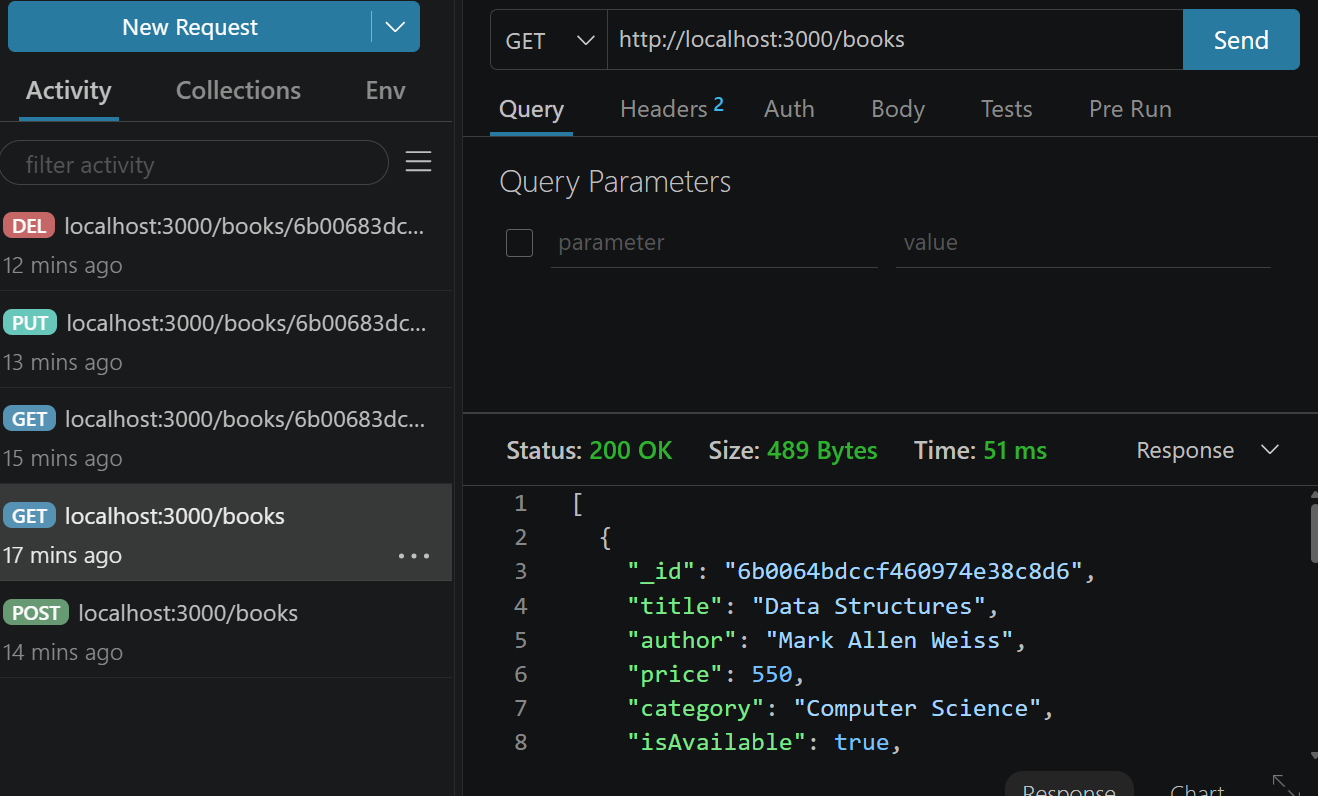 New Request
Activity Collections Env
filter activity
DEL localhost:3000/books/6b00683dc...
12 mins ago
PUT localhost:3000/books/6b00683dc...
13 mins ago
GET localhost:3000/books/6b00683dc...
15 mins ago
GET localhost:3000/books
17 mins ago
POST localhost:3000/books
14 mins ago
GET http://localhost:3000/books Send
Query Headers 2 Auth Body Tests Pre Run
Query Parameters
parameter value
Status: 200 OK Size: 489 Bytes Time: 51 ms Response
1 [
2 {
3 "_id": "6b0064bdccf460974e38c8d6",
4 "title": "Data Structures",
5 "author": "Mark Allen Weiss",
6 "price": 550,
7 "category": "Computer Science",
8 "isAvailable": true,
Response Chart